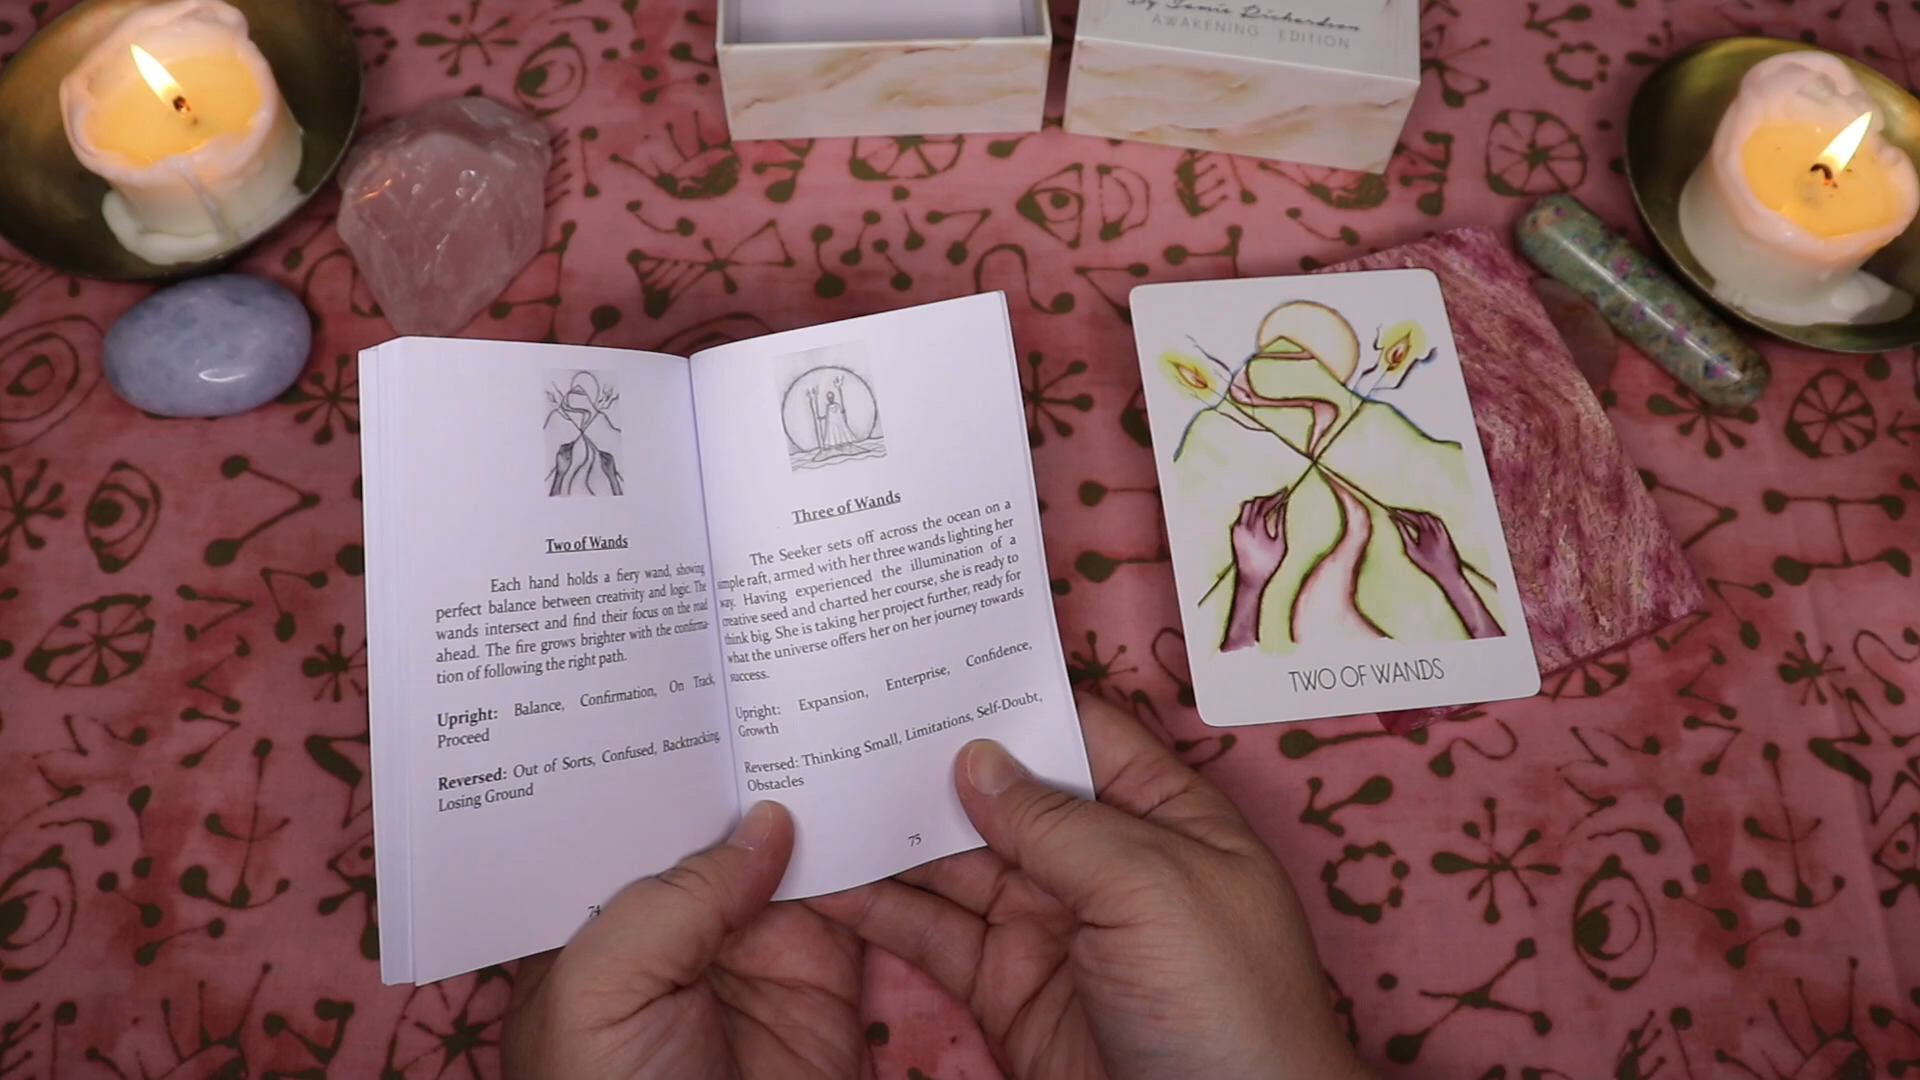 By Jamie Richardson
AWAKENING EDITION
Two of Wands
Each hand holds a fiery wand, showing
perfect balance between creativity and logic. The
wands intersect and find their focus on the road
ahead. The fire grows brighter with the confirma-
tion of following the right path.
Upright: Balance, Confirmation, On Track,
Proceed
Reversed: Out of Sorts, Confused, Backtracking,
Losing Ground
74
Three of Wands
The Seeker sets off across the ocean on a
simple raft, armed with her three wands lighting her
way. Having experienced the illumination of a
creative seed and charted her course, she is ready to
think big. She is taking her project further, ready for
what the universe offers her on her journey towards
success.
Upright: Expansion, Enterprise, Confidence,
Growth
Reversed: Thinking Small, Limitations, Self-Doubt,
Obstacles
75
TWO OF WANDS